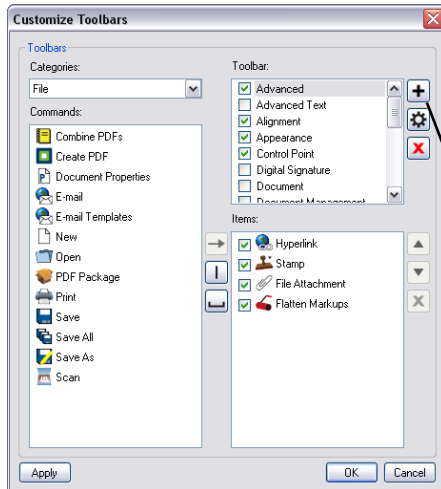 Customize Toolbars
Toolbars
Categories:
File
Commands:
Combine PDFs
Create PDF
Document Properties
E-mail
E-mail Templates
New
Open
PDF Package
Print
Save
Save All
Save As
Scan
Toolbar:
Advanced
Advanced Text
Alignment
Appearance
Control Point
Digital Signature
Document
Document Management
Items:
Hyperlink
Stamp
File Attachment
Flatten Markups
Apply
OK
Cancel